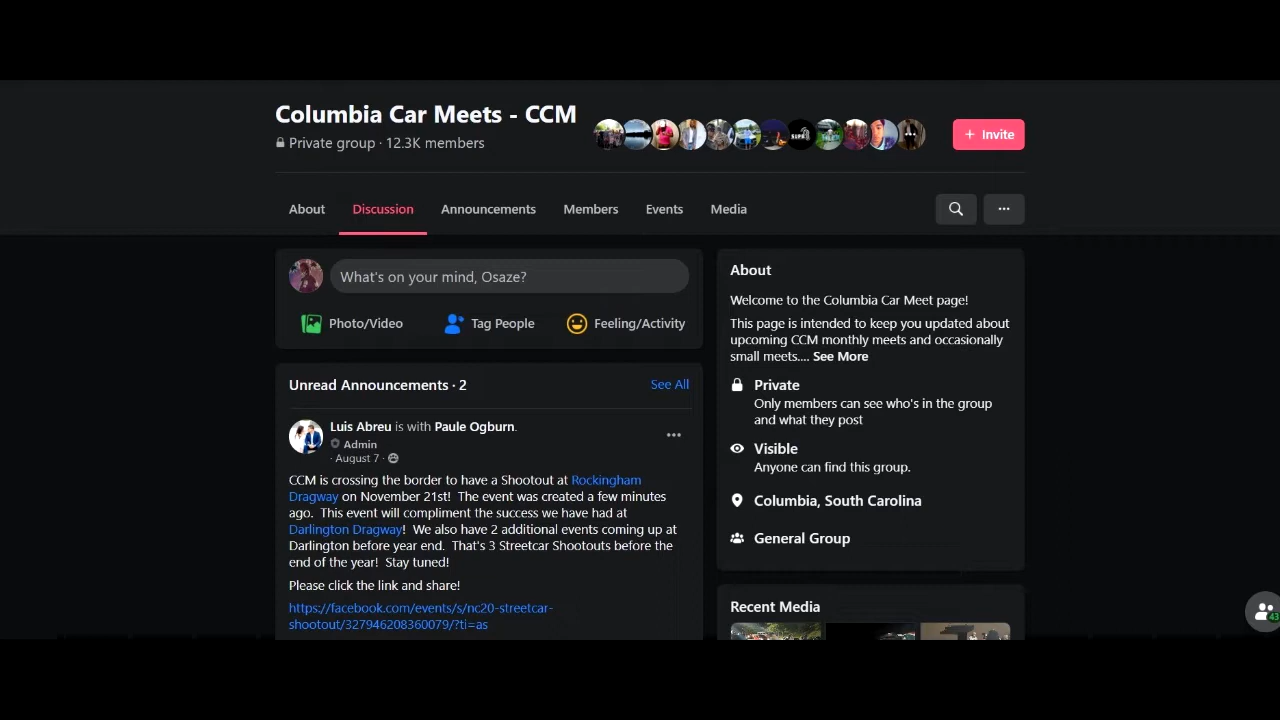 Columbia Car Meets - CCM
Private group · 12.3K members
+ Invite
About
Discussion
Announcements
Members
Events
Media
What's on your mind, Osaze?
Photo/Video
Tag People
Feeling/Activity
Unread Announcements · 2
See All
Luis Abreu is with Paule Ogburn.
Admin
· August 7 ·
CCM is crossing the border to have a Shootout at Rockingham
Dragway on November 21st! The event was created a few minutes
ago. This event will compliment the success we have had at
Darlington Dragway! We also have 2 additional events coming up at
Darlington before year end. That's 3 Streetcar Shootouts before the
end of the year! Stay tuned!
Please click the link and share!
https://facebook.com/events/s/nc20-streetcar-
shootout/327946208360079/?ti=as
About
Welcome to the Columbia Car Meet page!
This page is intended to keep you updated about
upcoming CCM monthly meets and occasionally
small meets.... See More
Private
Only members can see who's in the group
and what they post
Visible
Anyone can find this group.
Columbia, South Carolina
General Group
Recent Media
43